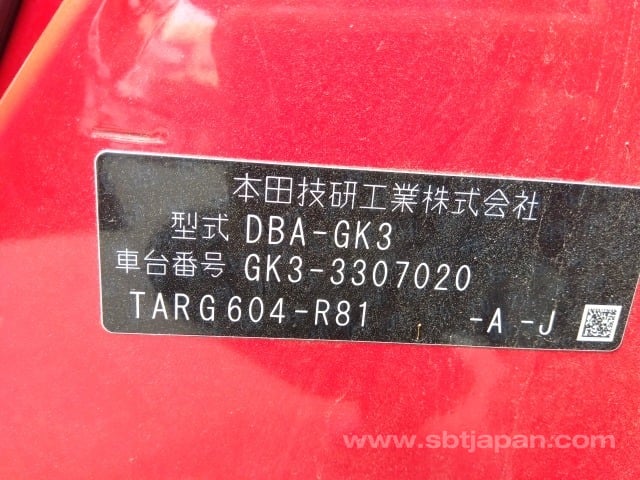 本田技研工業株式会社
型式 DBA-GK3
車台番号 GK3-3307020
TARG604-R81 -A -J
www.sbtjapan.com